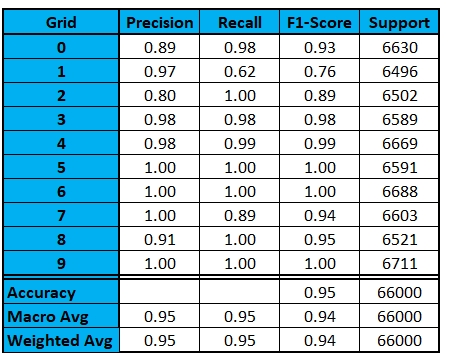 Grid Precision Recall F1-Score Support
0 0.89 0.98 0.93 6630
1 0.97 0.62 0.76 6496
2 0.80 1.00 0.89 6502
3 0.98 0.98 0.98 6589
4 0.98 0.99 0.99 6669
5 1.00 1.00 1.00 6591
6 1.00 1.00 1.00 6688
7 1.00 0.89 0.94 6603
8 0.91 1.00 0.95 6521
9 1.00 1.00 1.00 6711
Accuracy 0.95 66000
Macro Avg 0.95 0.95 0.94 66000
Weighted Avg 0.95 0.95 0.94 66000